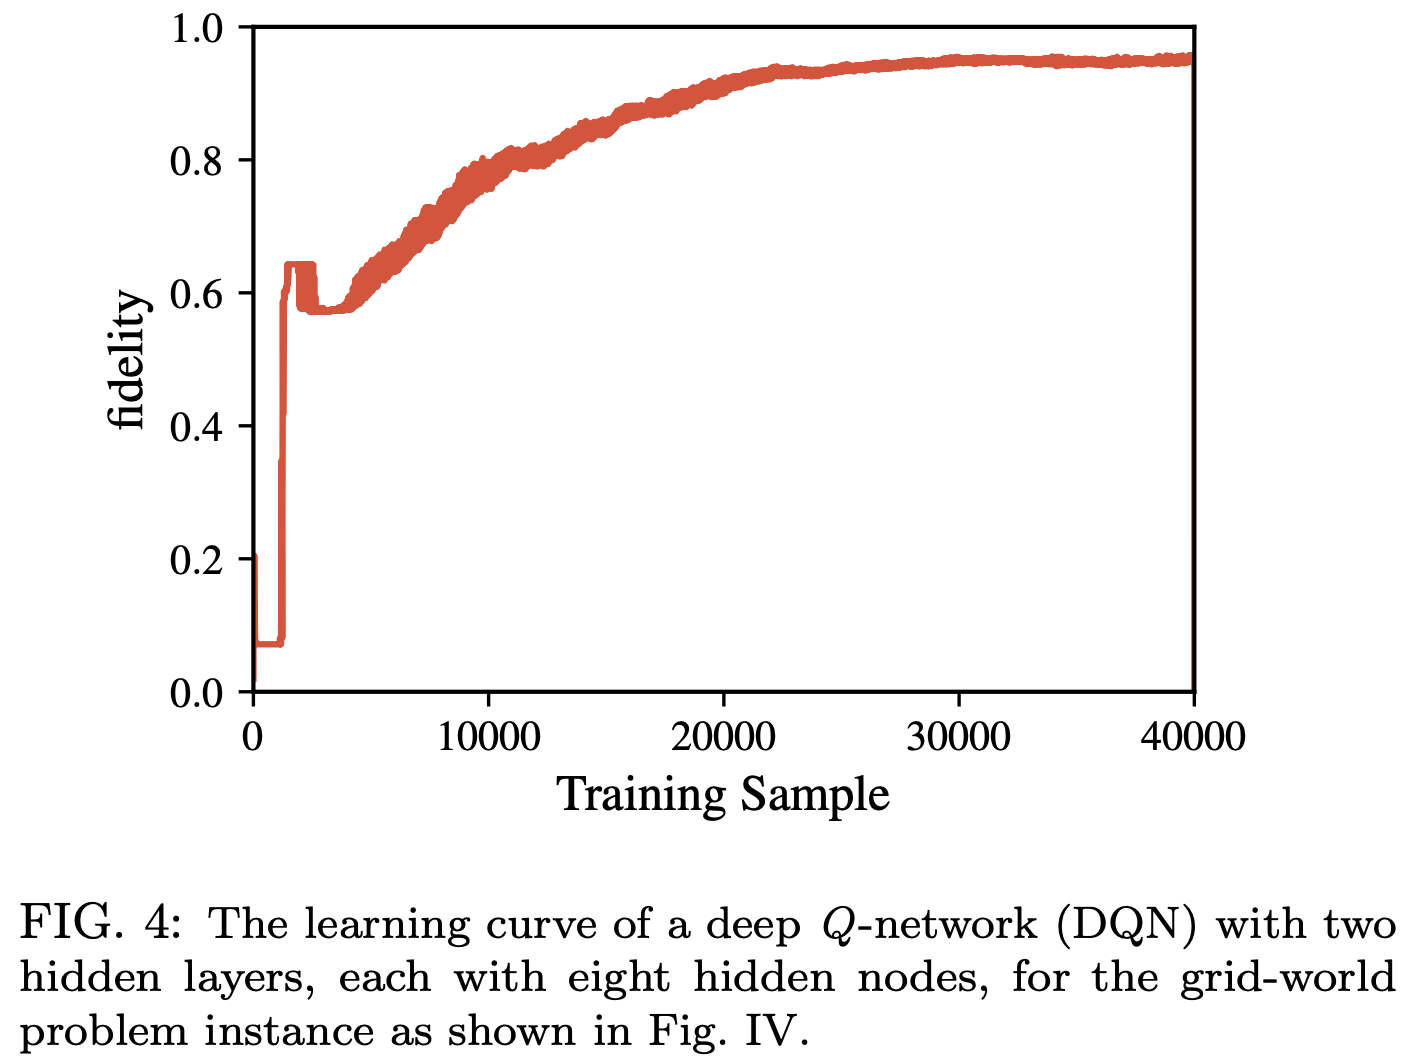 1.0
0.8
0.6
0.4
0.2
0.0
fidelity
0 10000 20000 30000 40000
Training Sample
FIG. 4: The learning curve of a deep Q-network (DQN) with two
hidden layers, each with eight hidden nodes, for the grid-world
problem instance as shown in Fig. IV.